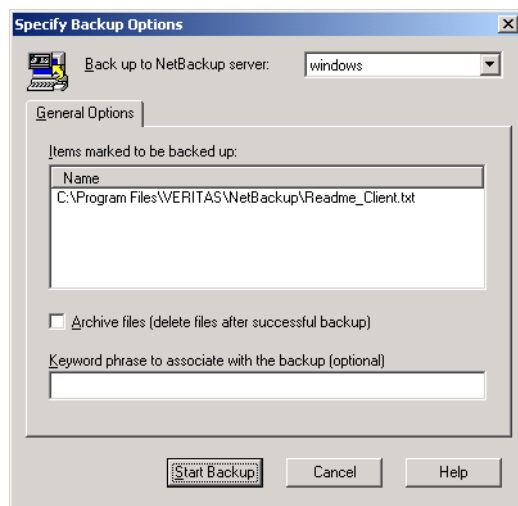 Specify Backup Options
Back up to NetBackup server: windows
General Options
Items marked to be backed up:
Name
C:\Program Files\VERITAS\NetBackup\Readme_Client.txt
Archive files (delete files after successful backup)
Keyword phrase to associate with the backup (optional)
Start Backup Cancel Help